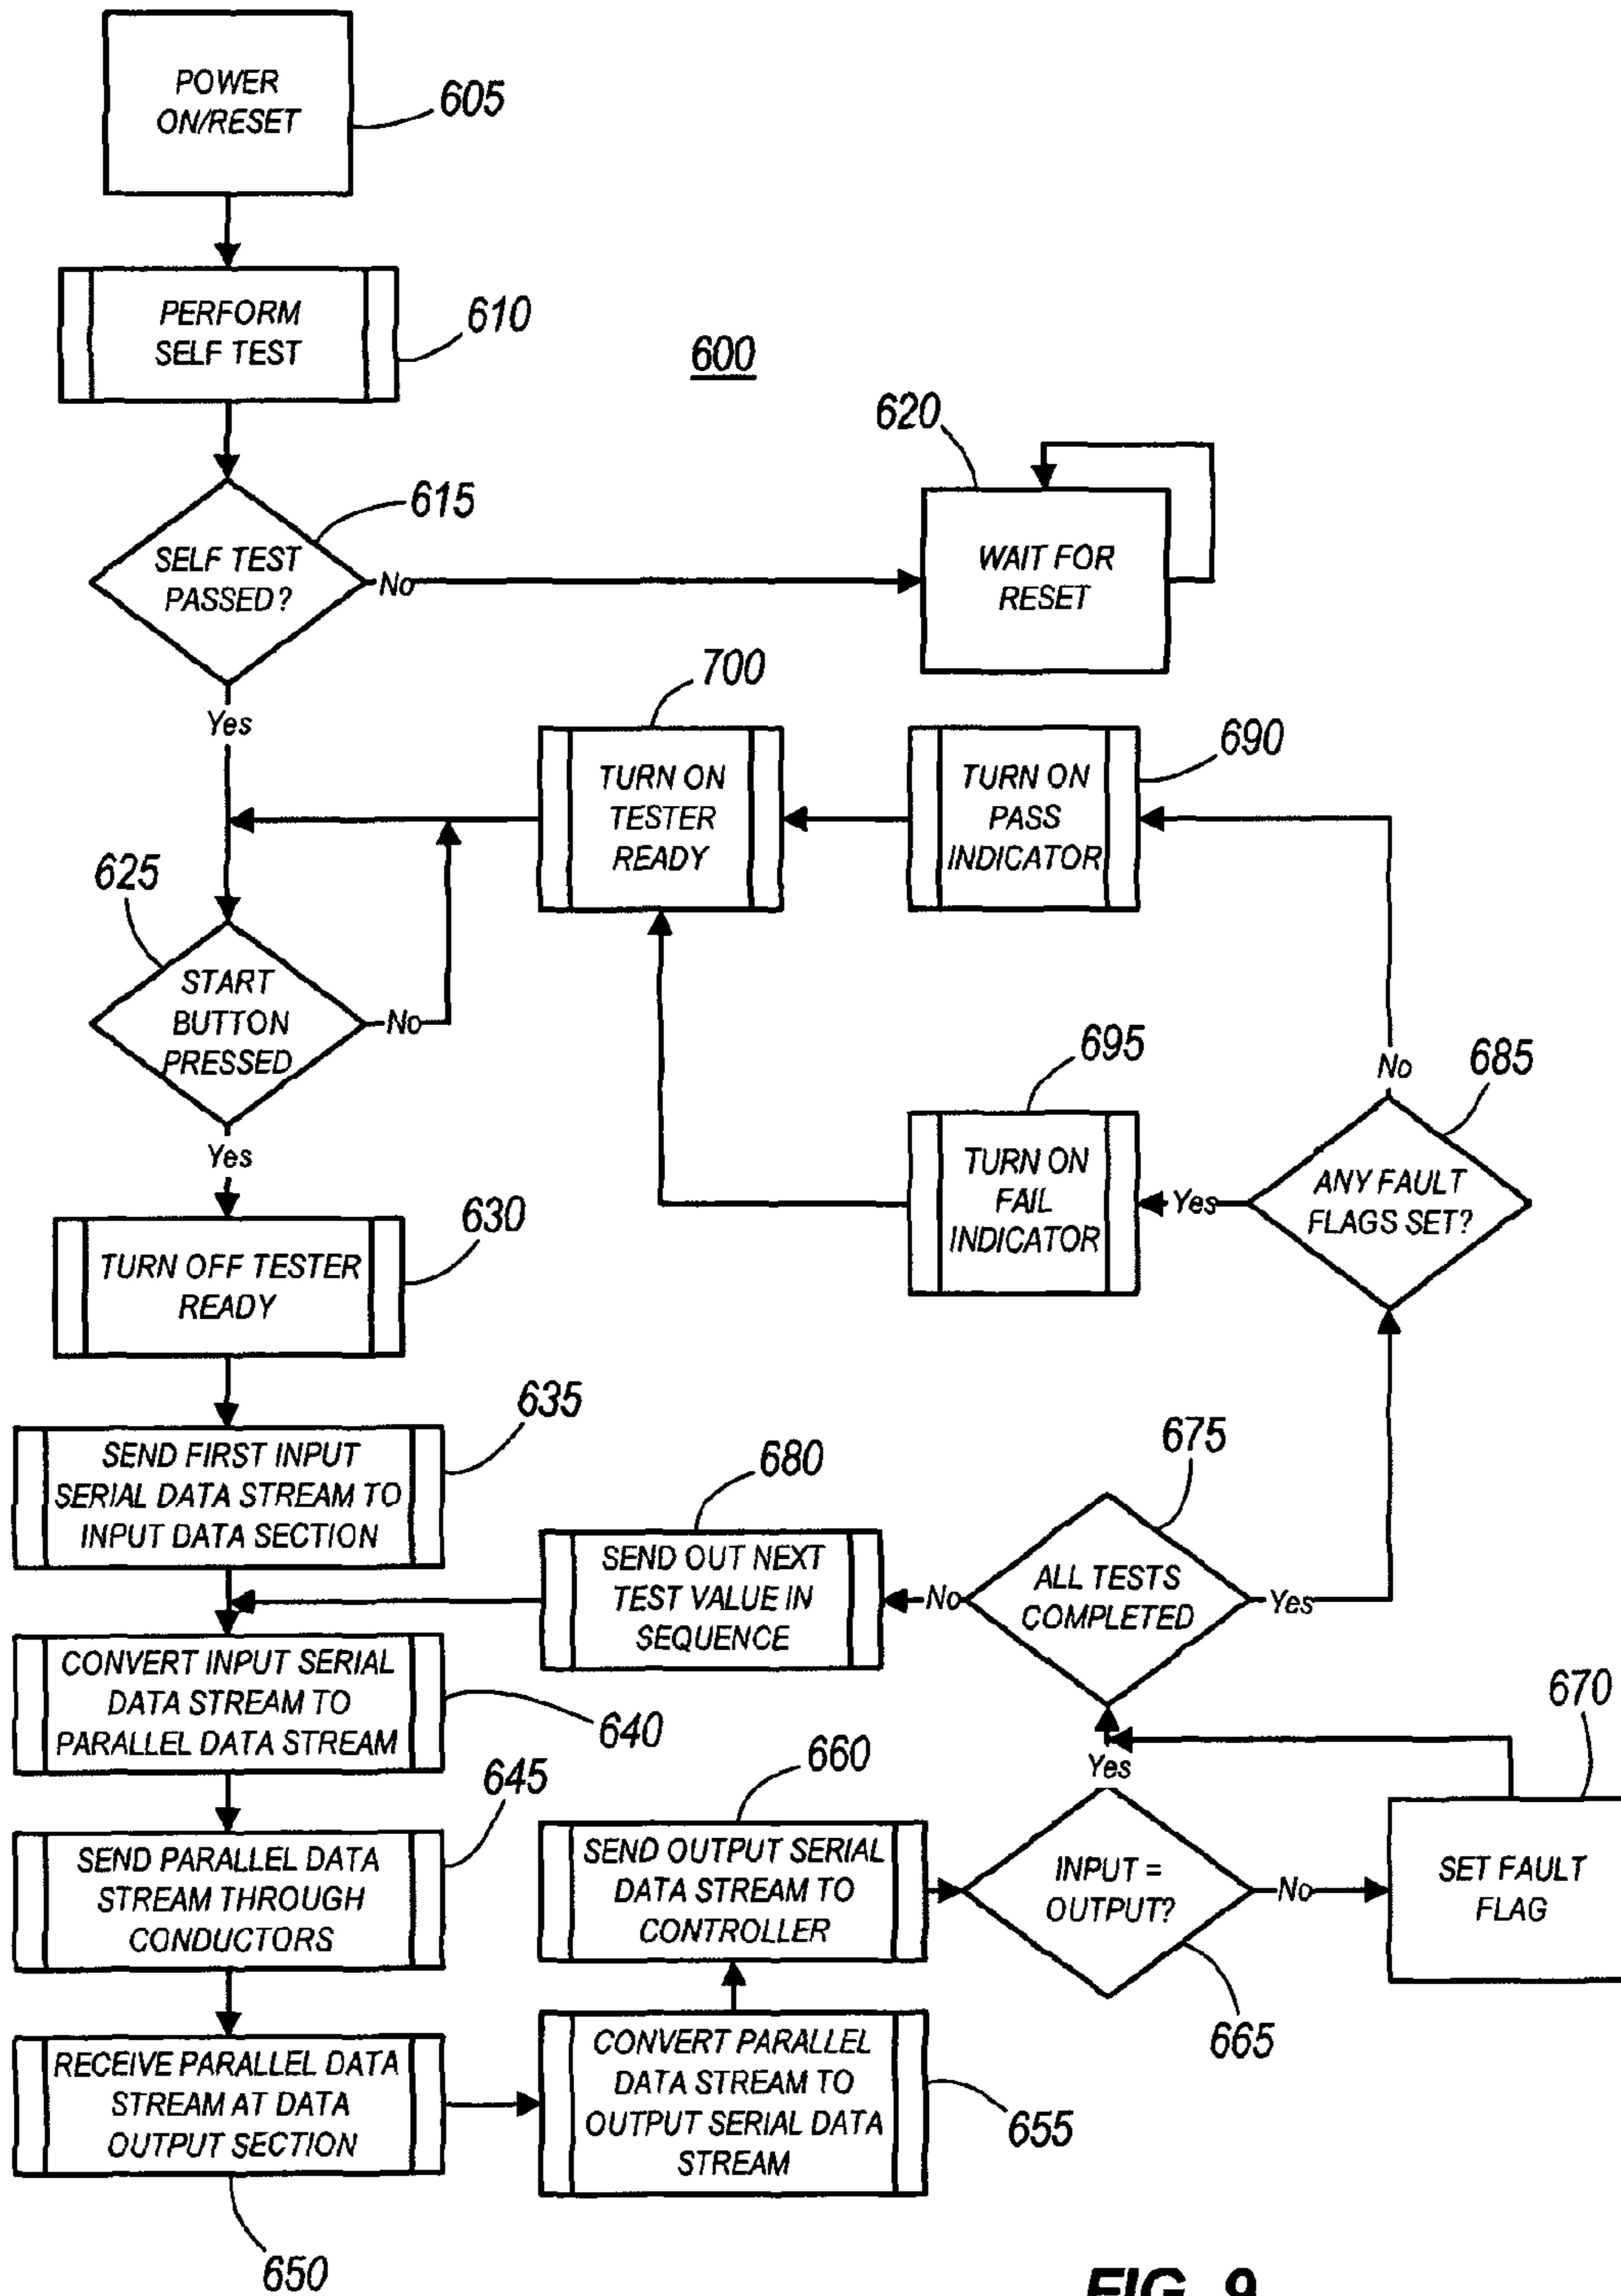 POWER
ON/RESET
605
PERFORM
SELF TEST
610
600
620
615
SELF TEST
PASSED?
No
WAIT FOR
RESET
Yes
700
690
TURN ON
TESTER
READY
TURN ON
PASS
INDICATOR
625
START
BUTTON
PRESSED
No
Yes
695
TURN ON
FAIL
INDICATOR
Yes
No
685
ANY FAULT
FLAGS SET?
TURN OFF TESTER
READY
630
SEND FIRST INPUT
SERIAL DATA STREAM TO
INPUT DATA SECTION
635
680
SEND OUT NEXT
TEST VALUE IN
SEQUENCE
No
675
ALL TESTS
COMPLETED
Yes
CONVERT INPUT SERIAL
DATA STREAM TO
PARALLEL DATA STREAM
640
SEND PARALLEL DATA
STREAM THROUGH
CONDUCTORS
645
660
SEND OUTPUT SERIAL
DATA STREAM TO
CONTROLLER
Yes
INPUT =
OUTPUT?
No
665
670
SET FAULT
FLAG
RECEIVE PARALLEL DATA
STREAM AT DATA
OUTPUT SECTION
650
CONVERT PARALLEL
DATA STREAM TO
OUTPUT SERIAL DATA
STREAM
655
FIG. 9